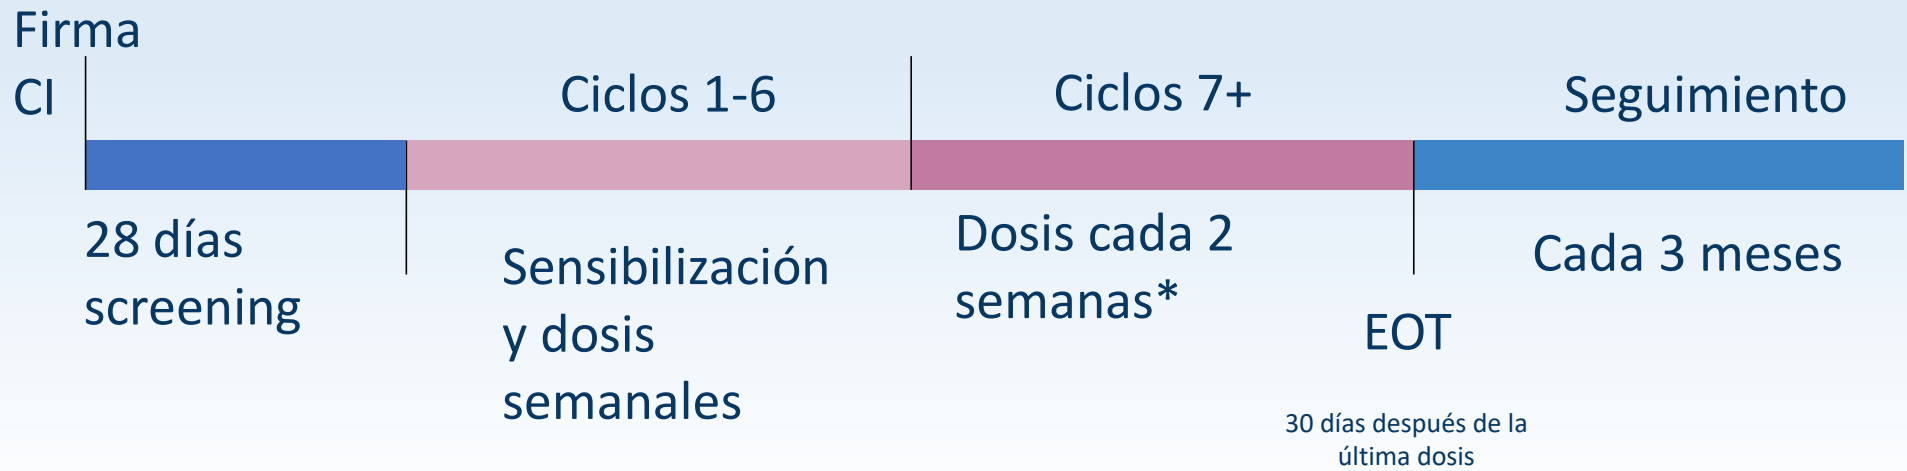 Firma
CI
Ciclos 1-6
Ciclos 7+
Seguimiento
28 días
screening
Sensibilización
y dosis
semanales
Dosis cada 2
semanas*
Cada 3 meses
EOT
30 días después de la
última dosis